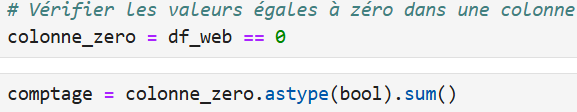 # Vérifier les valeurs égales à zéro dans une colonne
colonne_zero = df_web == 0
comptage = colonne_zero.astype(bool).sum()